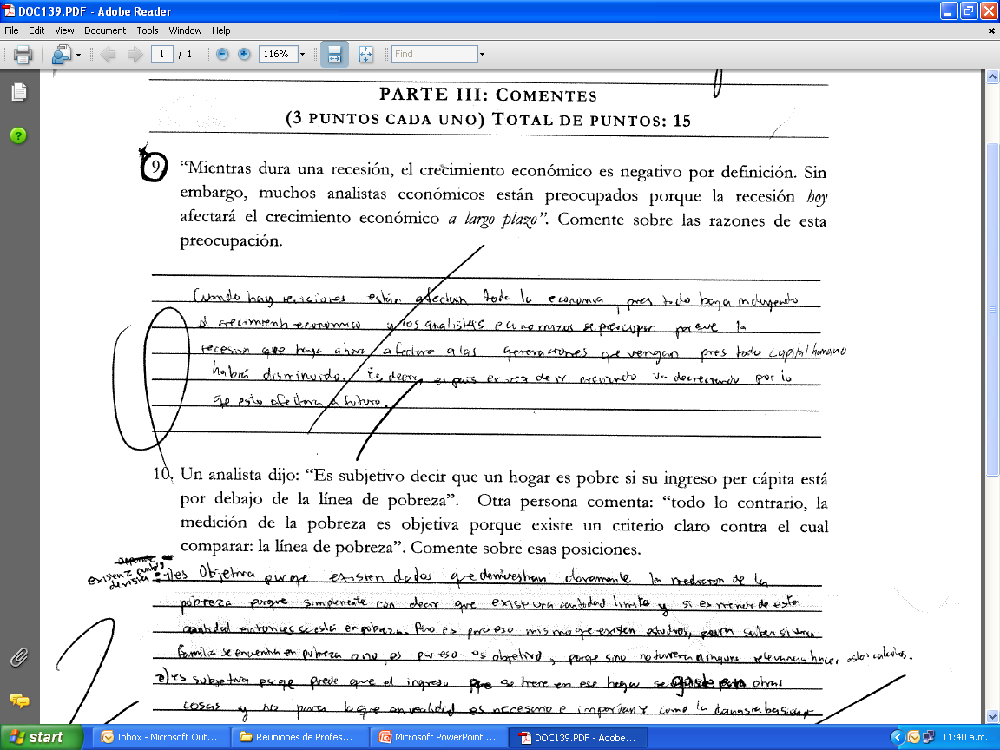 DOC139.PDF - Adobe Reader
File Edit View Document Tools Window Help
1 / 1 116% Find
PARTE III: COMENTES
(3 PUNTOS CADA UNO) TOTAL DE PUNTOS: 15
9 “Mientras dura una recesión, el crecimiento económico es negativo por definición. Sin
embargo, muchos analistas económicos están preocupados porque la recesión hoy
afectará el crecimiento económico a largo plazo”. Comente sobre las razones de esta
preocupación.
Cuando hay están toda la economia, pues todo baja incluyendo
el crecimiento economico y los analistas se preocupan porque la
recesion que haya ahora afectara a las generaciones que vengan pues todo capital humano
habrá disminuido. Es decir, el pais en vez de ir creciendo va decreciendo por lo
qe esto afectara a futuro.
10. Un analista dijo: “Es subjetivo decir que un hogar es pobre si su ingreso per cápita está
por debajo de la línea de pobreza”. Otra persona comenta: “todo lo contrario, la
medición de la pobreza es objetiva porque existe un criterio claro contra el cual
comparar: la línea de pobreza”. Comente sobre esas posiciones.
existen 2 puntos
de vista:
1) es Objetiva porque existen datos que demuestran claramente la medicion de la
pobreza porque simplemente con decir que existe una cantidad limite y si es menor de esta
cantidad entonces se está en pobreza. Pero es por eso mismo qe existen estudios, para saber si una
familia se encuentra en pobreza o no, es por eso es objetivo, porque sino no ninguna relevancia hacer estos calculos.
2) es subjetiva porqe puede que el ingreso se en ese hogar se gaste en otras
cosas y no para lo que en realidad es necesario e importante como la canasta basica
start Inbox - Microsoft Out... Reuniones de Profes... Microsoft PowerPoint ... DOC139.PDF - Adobe... 11:40 a.m.